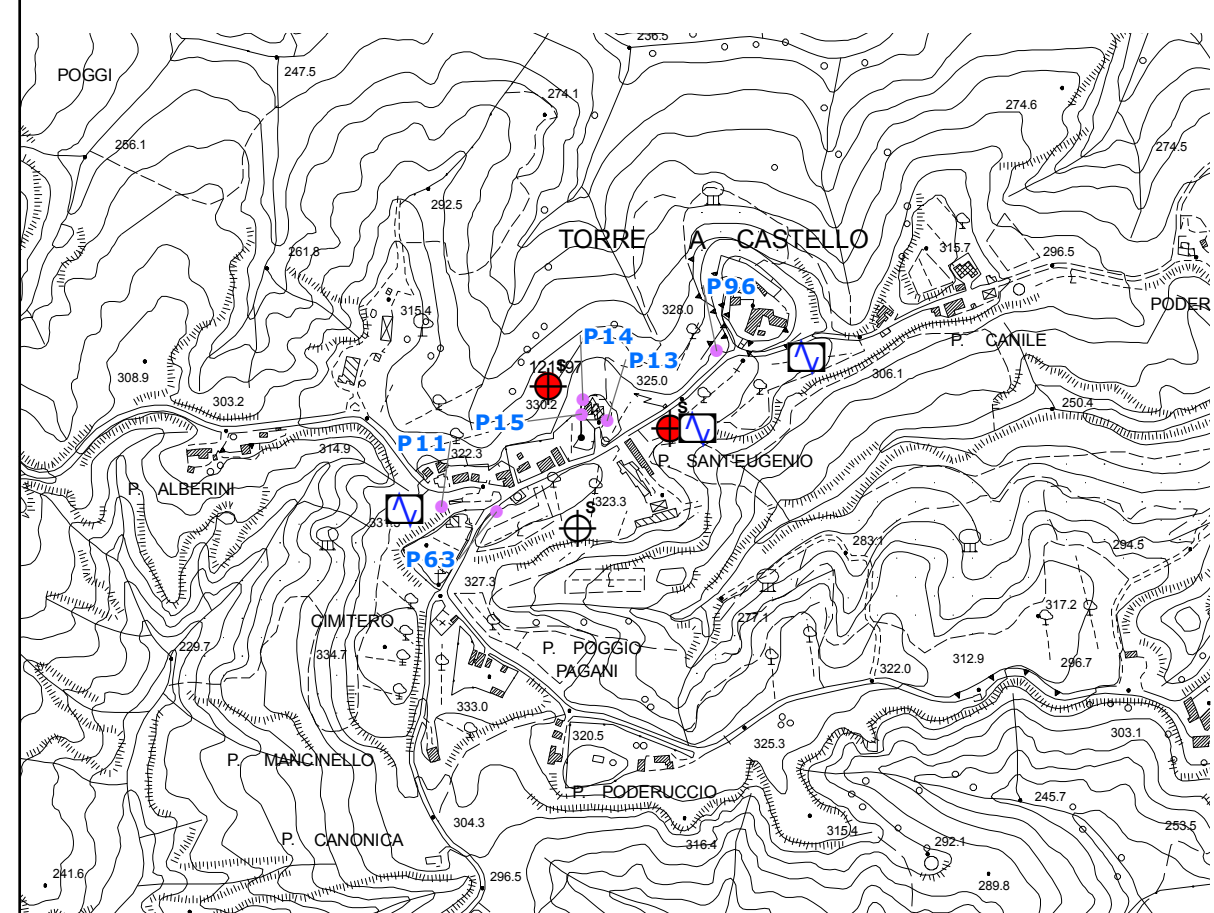 236.5
POGGI
247.5
274.1
274.6
256.1
274.5
292.5
TORRE A CASTELLO
261.8
315.7
296.5
P96
315.4
328.0
PODER
P14
P. CANILE
P13
S
308.9
325.0
306.1
303.2
330.2
250.4
S
P15
P11
322.3
314.9
P. SANT'EUGENIO
P. ALBERINI
323.3
S
283.1
294.5
P63
327.3
317.2
277.1
CIMITERO
229.7
334.7
P. POGGIO
PAGANI
312.9
296.7
322.0
333.0
320.5
325.3
303.1
P. MANCINELLO
P. PODERUCCIO
245.7
304.3
315.4
253.5
P. CANONICA
316.4
292.1
241.6
296.5
289.8